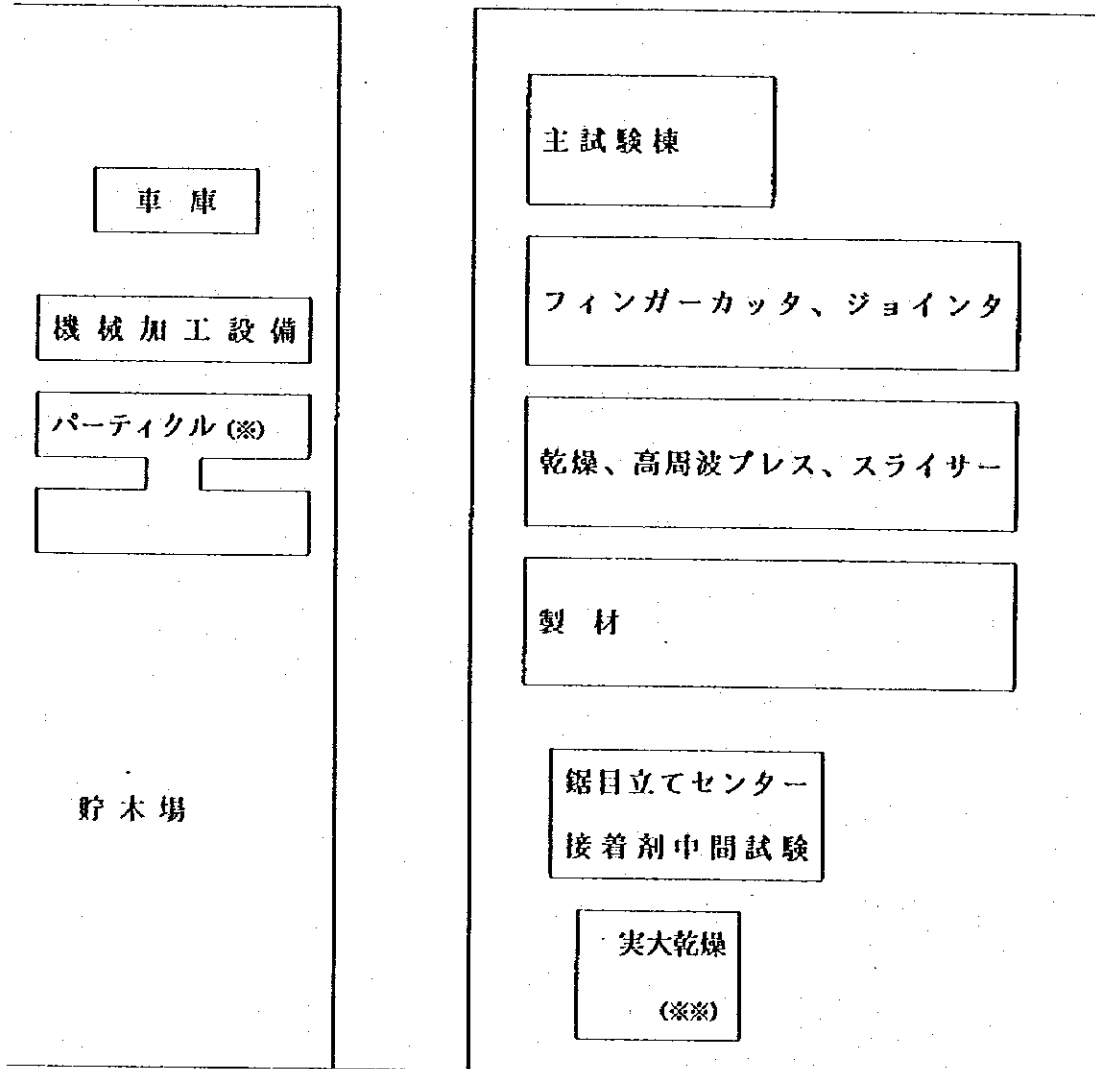 車庫
機械加工設備
パーティクル(※)
貯木場
主試験棟
フィンガーカッタ、ジョインタ
乾燥、高周波プレス、スライサー
製材
鋸目立てセンター
接着剤中間試験
実大乾燥
(※※)